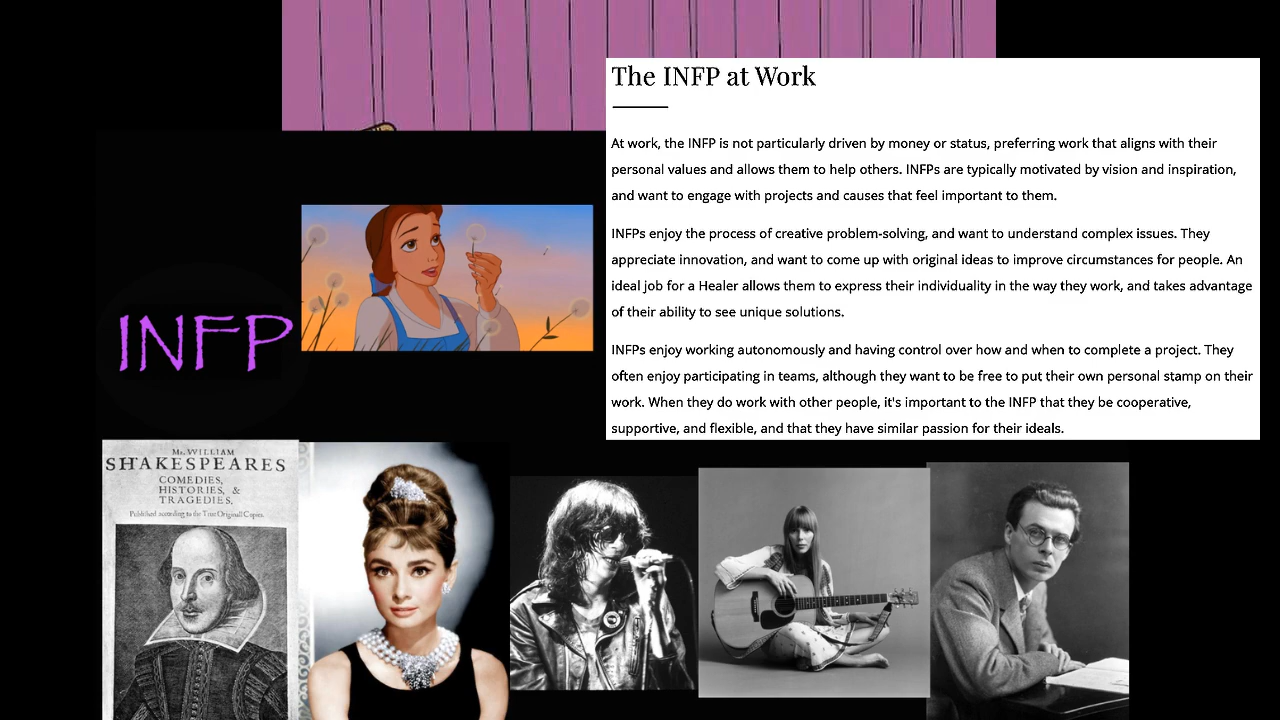 The INFP at Work
At work, the INFP is not particularly driven by money or status, preferring work that aligns with their
personal values and allows them to help others. INFPs are typically motivated by vision and inspiration,
and want to engage with projects and causes that feel important to them.
INFPs enjoy the process of creative problem-solving, and want to understand complex issues. They
appreciate innovation, and want to come up with original ideas to improve circumstances for people. An
ideal job for a Healer allows them to express their individuality in the way they work, and takes advantage
of their ability to see unique solutions.
INFPs enjoy working autonomously and having control over how and when to complete a project. They
often enjoy participating in teams, although they want to be free to put their own personal stamp on their
work. When they do work with other people, it's important to the INFP that they be cooperative,
supportive, and flexible, and that they have similar passion for their ideals.
INFP
Mr. WILLIAM
SHAKESPEARES
COMEDIES,
HISTORIES, &
TRAGEDIES.
Published according to the True Originall Copies.